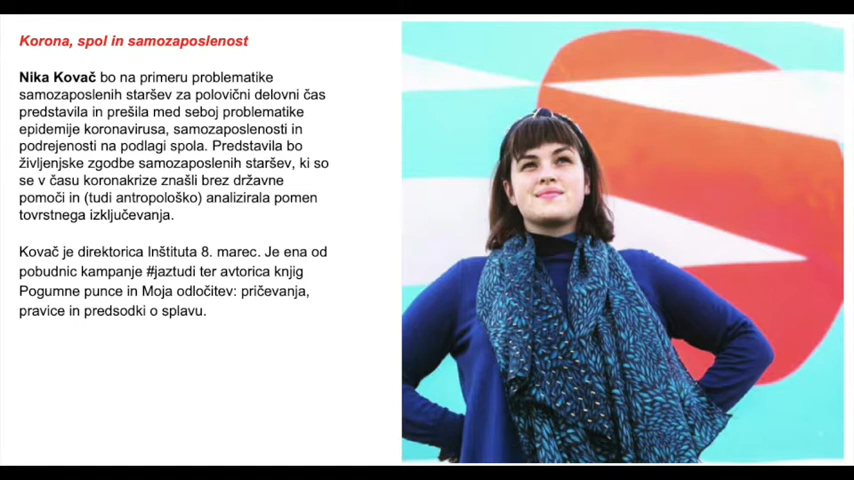 Korona, spol in samozaposlenost
Nika Kovač bo na primeru problematike
samozaposlenih staršev za polovični delovni čas
predstavila in prešila med seboj problematike
epidemije koronavirusa, samozaposlenosti in
podrejenosti na podlagi spola. Predstavila bo
življenjske zgodbe samozaposlenih staršev, ki so
se v času koronakrize znašli brez državne
pomoči in (tudi antropološko) analizirala pomen
tovrstnega izključevanja.
Kovač je direktorica Inštituta 8. marec. Je ena od
pobudnic kampanje #jaztudi ter avtorica knjig
Pogumne punce in Moja odločitev: pričevanja,
pravice in predsodki o splavu.